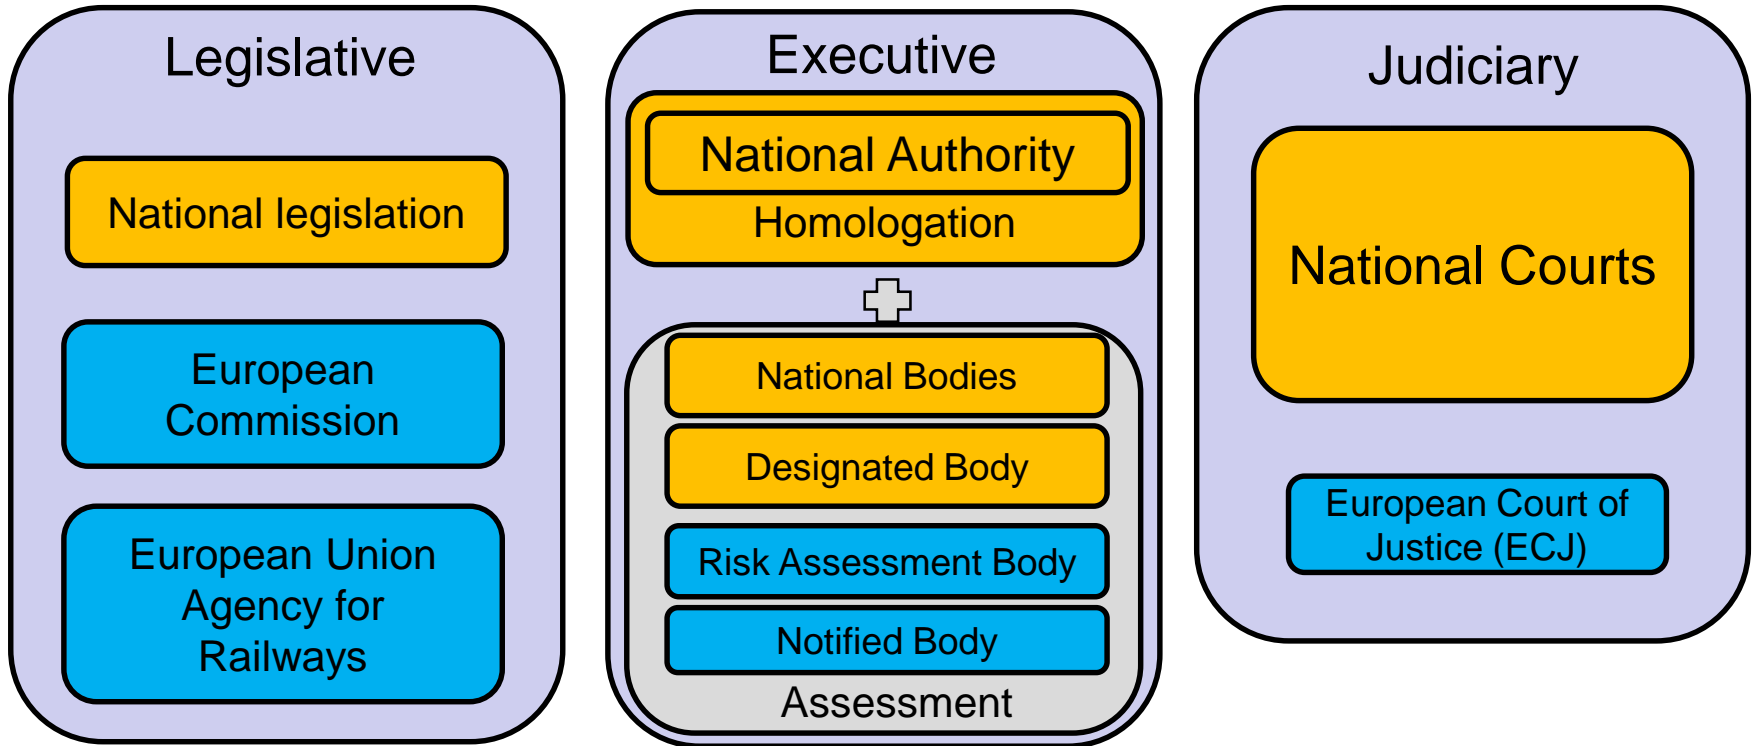 Legislative
National legislation
European
Commission
European Union
Agency for
Railways
Executive
National Authority
Homologation
National Bodies
Designated Body
Risk Assessment Body
Notified Body
Assessment
Judiciary
National Courts
European Court of
Justice (ECJ)